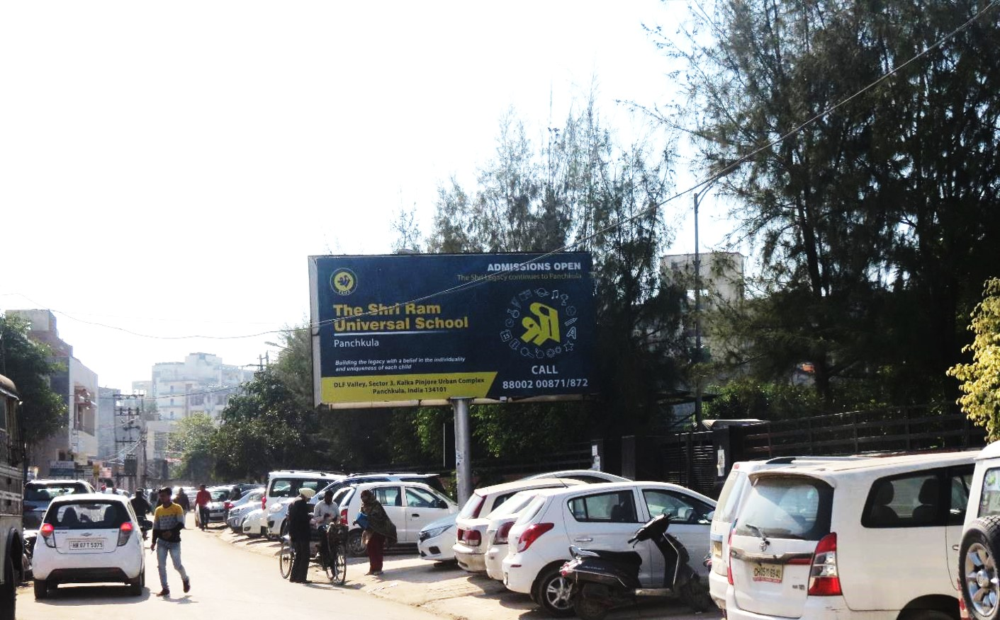 ADMISSIONS OPEN
The Shri Legacy continues to Panchkula
TSUS
The Shri Ram
Universal School
Panchkula
श्री
A
Building the legacy with a belief in the individuality
and uniqueness of each child
CALL
88002 00871/872
DLF Valley, Sector 3, Kalka Pinjore Urban Complex
Panchkula, India 134101
HR 07 T 5375